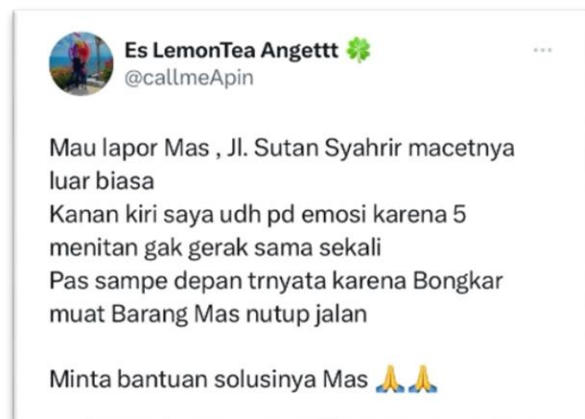 Es LemonTea Angettt 🍀
@callmeApin
Mau lapor Mas , Jl. Sutan Syahrir macetnya
luar biasa
Kanan kiri saya udh pd emosi karena 5
menitan gak gerak sama sekali
Pas sampe depan trnyata karena Bongkar
muat Barang Mas nutup jalan
Minta bantuan solusinya Mas 🙏🙏